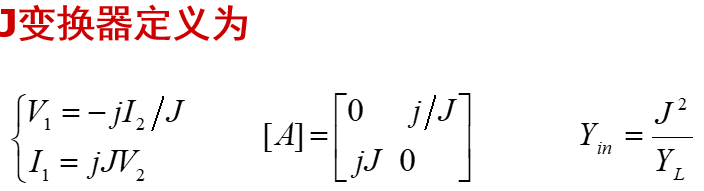 J变换器定义为
{V₁ = −jI₂/J
I₁ = jJV₂
[A] = [0 j/J
jJ 0]
Y_in = J²/Y_L